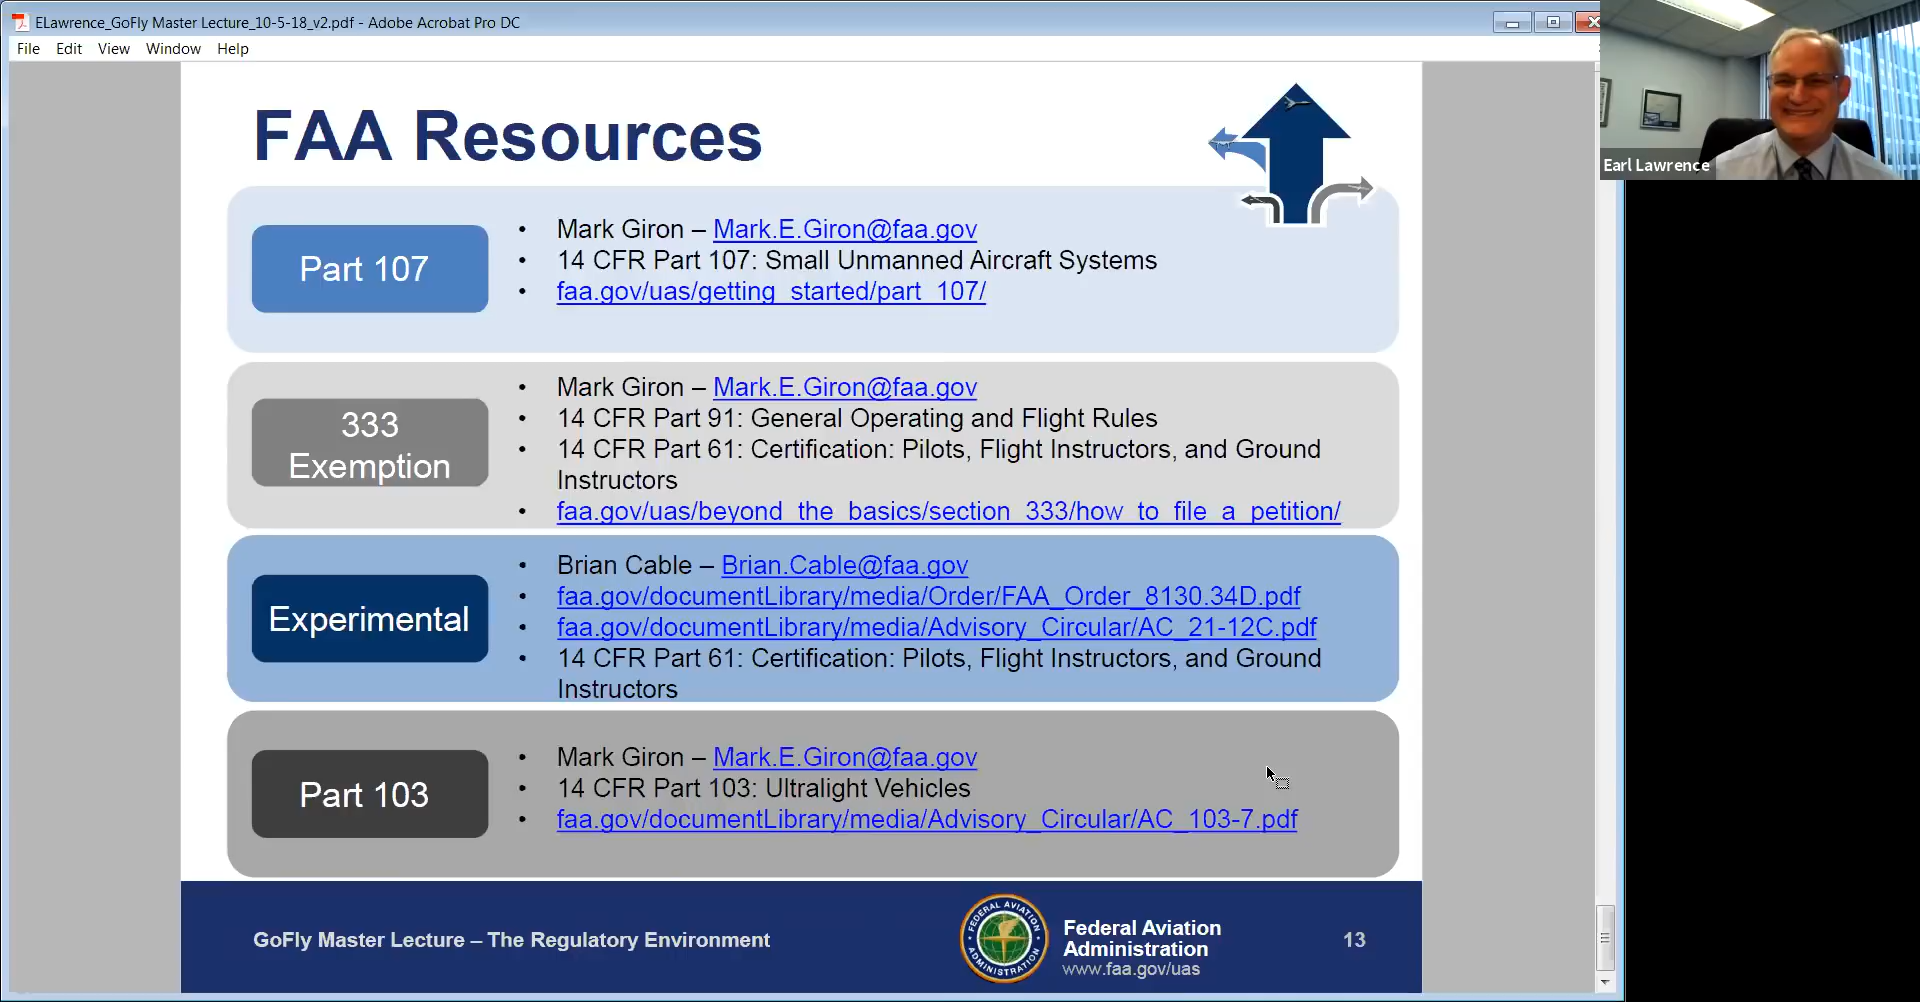 ELawrence_GoFly Master Lecture_10-5-18_v2.pdf - Adobe Acrobat Pro DC
File Edit View Window Help
Earl Lawrence
FAA Resources
Part 107
• Mark Giron – Mark.E.Giron@faa.gov
• 14 CFR Part 107: Small Unmanned Aircraft Systems
• faa.gov/uas/getting_started/part_107/
333
Exemption
• Mark Giron – Mark.E.Giron@faa.gov
• 14 CFR Part 91: General Operating and Flight Rules
• 14 CFR Part 61: Certification: Pilots, Flight Instructors, and Ground
Instructors
• faa.gov/uas/beyond_the_basics/section_333/how_to_file_a_petition/
Experimental
• Brian Cable – Brian.Cable@faa.gov
• faa.gov/documentLibrary/media/Order/FAA_Order_8130.34D.pdf
• faa.gov/documentLibrary/media/Advisory_Circular/AC_21-12C.pdf
• 14 CFR Part 61: Certification: Pilots, Flight Instructors, and Ground
Instructors
Part 103
• Mark Giron – Mark.E.Giron@faa.gov
• 14 CFR Part 103: Ultralight Vehicles
• faa.gov/documentLibrary/media/Advisory_Circular/AC_103-7.pdf
GoFly Master Lecture – The Regulatory Environment
FEDERAL AVIATION
ADMINISTRATION
Federal Aviation
Administration
www.faa.gov/uas
13